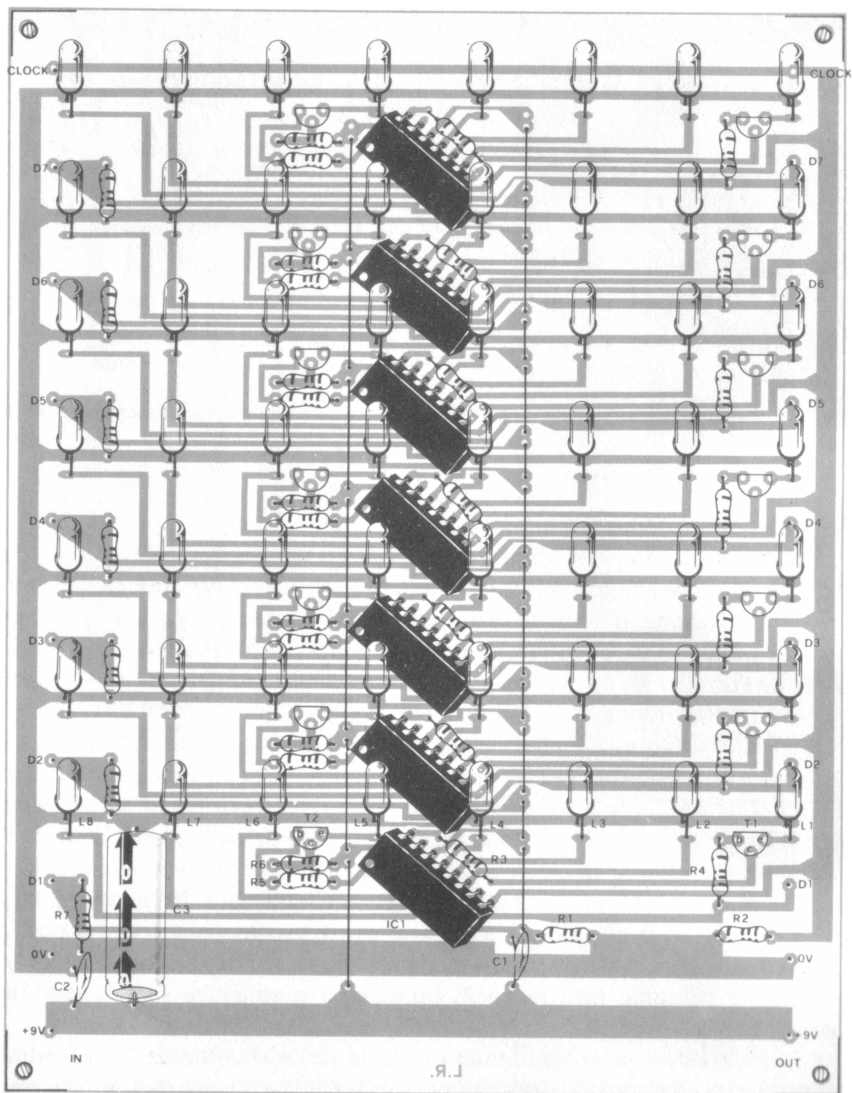 CLOCK CLOCK
D7 D7
D6 D6
D5 D5
D4 D4
D3 D3
D2 D2
L8 L7 L6 T2 L5 L4 L3 L2 T1 L1
b e b e
R6 R3
R5 R4
D1 D1
R7 C3 IC1 R1 R2
0V C1 0V
C2
+9V +9V
IN OUT
L.R.